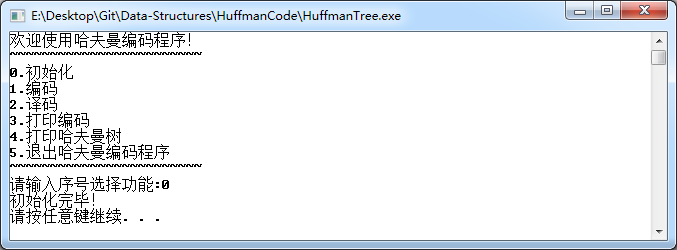 E:\Desktop\Git\Data-Structures\HuffmanCode\HuffmanTree.exe
欢迎使用哈夫曼编码程序!
~~~~~~~~~~~~~~~~~~~~~~~~
0.初始化
1.编码
2.译码
3.打印编码
4.打印哈夫曼树
5.退出哈夫曼编码程序
~~~~~~~~~~~~~~~~~~~~~~~~
请输入序号选择功能:0
初始化完毕!
请按任意键继续. . .